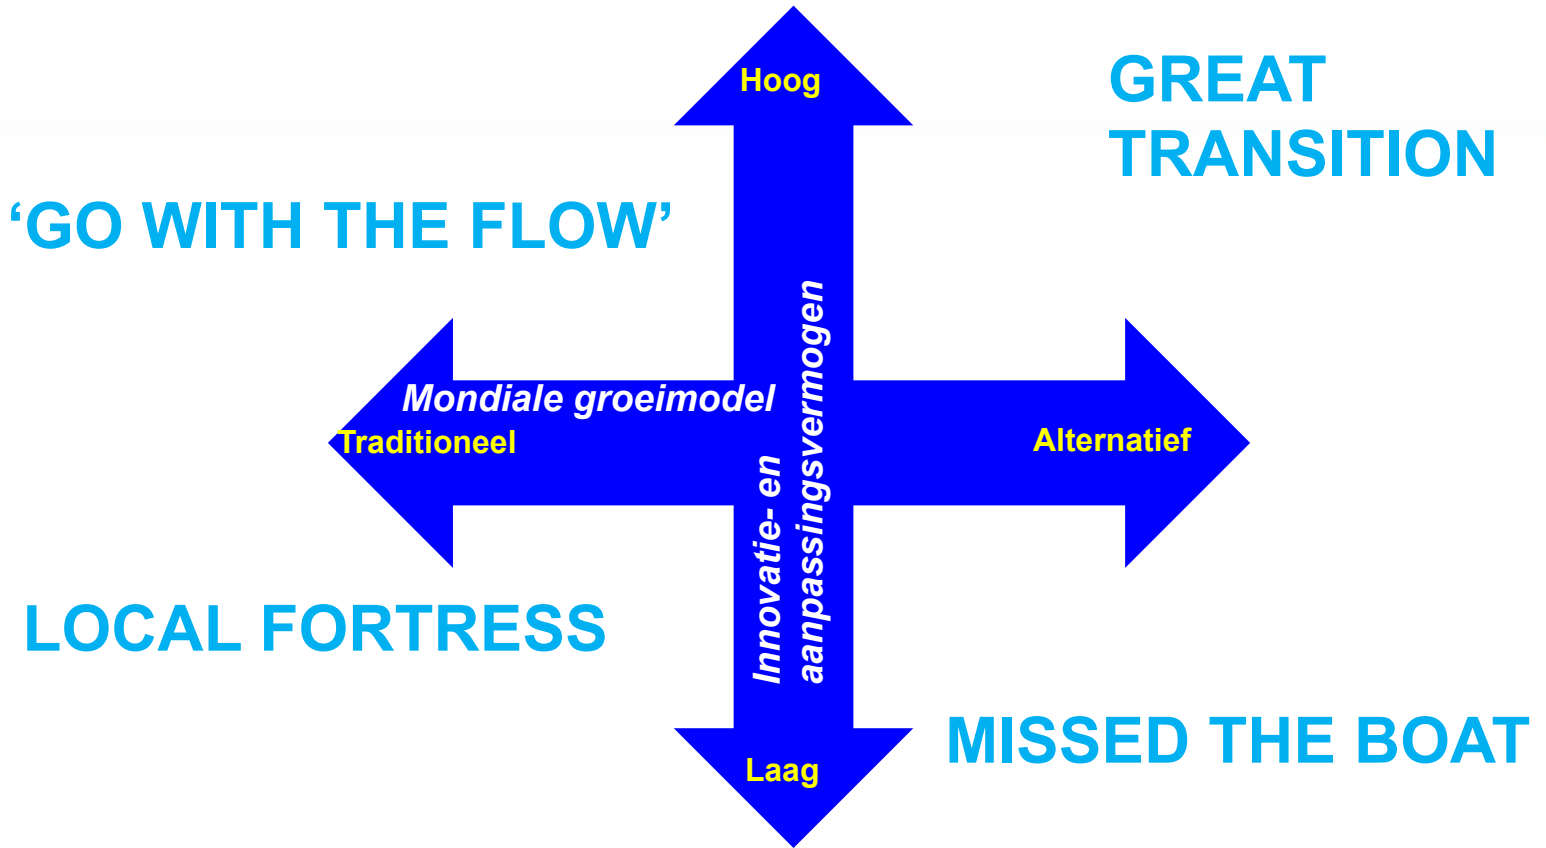 Hoog
GREAT
TRANSITION
‘GO WITH THE FLOW’
Mondiale groeimodel
Traditioneel
Alternatief
Innovatie- en
aanpassingsvermogen
LOCAL FORTRESS
MISSED THE BOAT
Laag